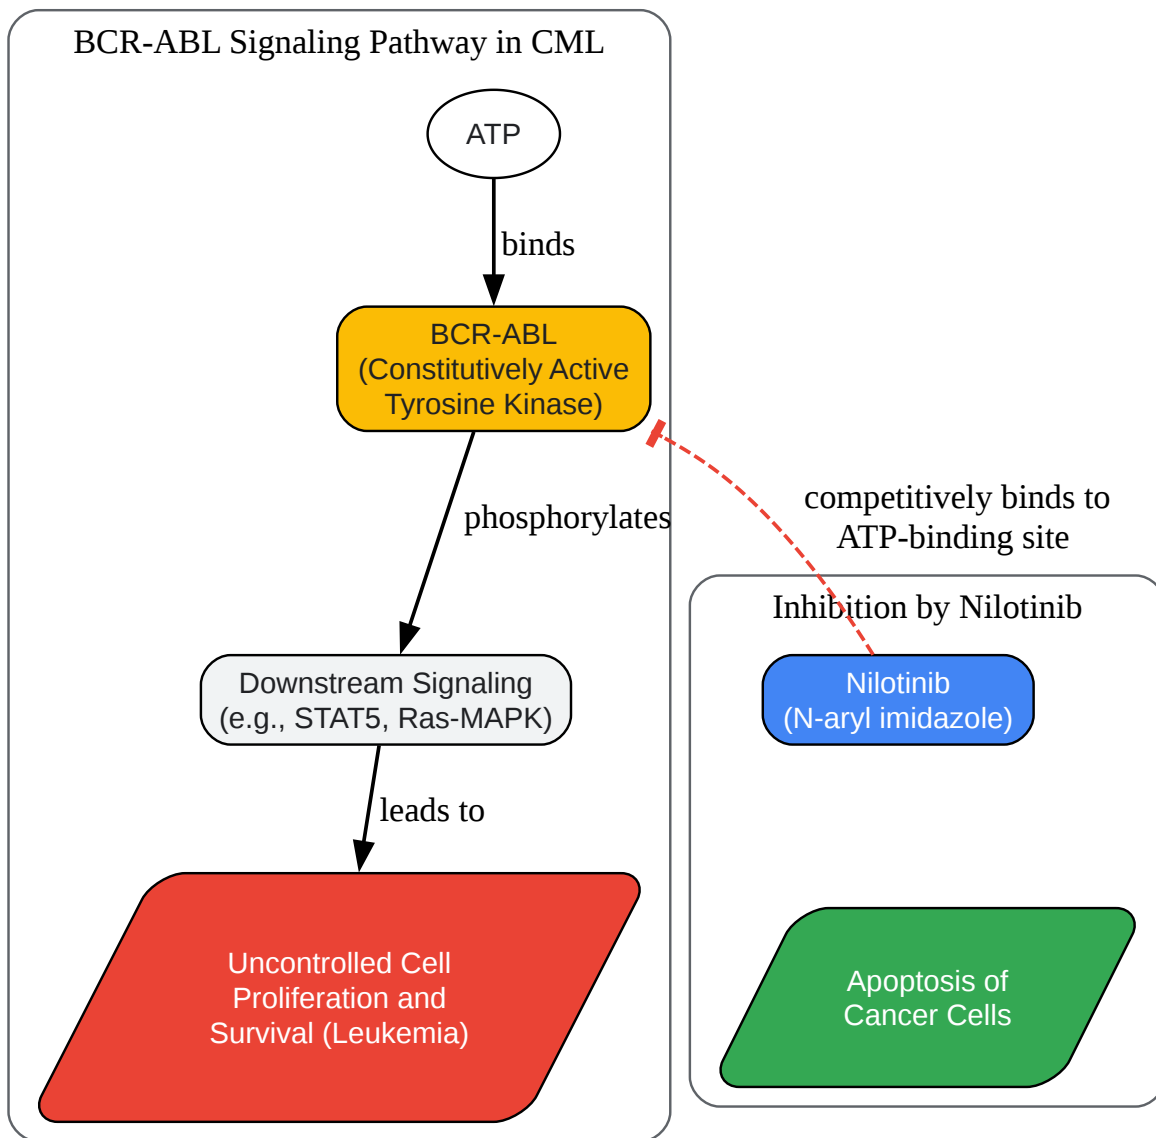 BCR-ABL Signaling Pathway in CML
ATP
binds
BCR-ABL
(Constitutively Active
Tyrosine Kinase)
phosphorylates
competitively binds to
ATP-binding site
Inhibition by Nilotinib
Downstream Signaling
(e.g., STAT5, Ras-MAPK)
Nilotinib
(N-aryl imidazole)
leads to
Uncontrolled Cell
Proliferation and
Survival (Leukemia)
Apoptosis of
Cancer Cells